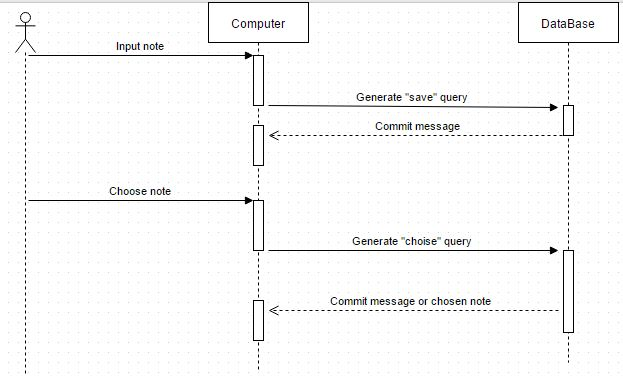 Computer
DataBase
Input note
Generate "save" query
Commit message
Choose note
Generate "choise" query
Commit message or chosen note